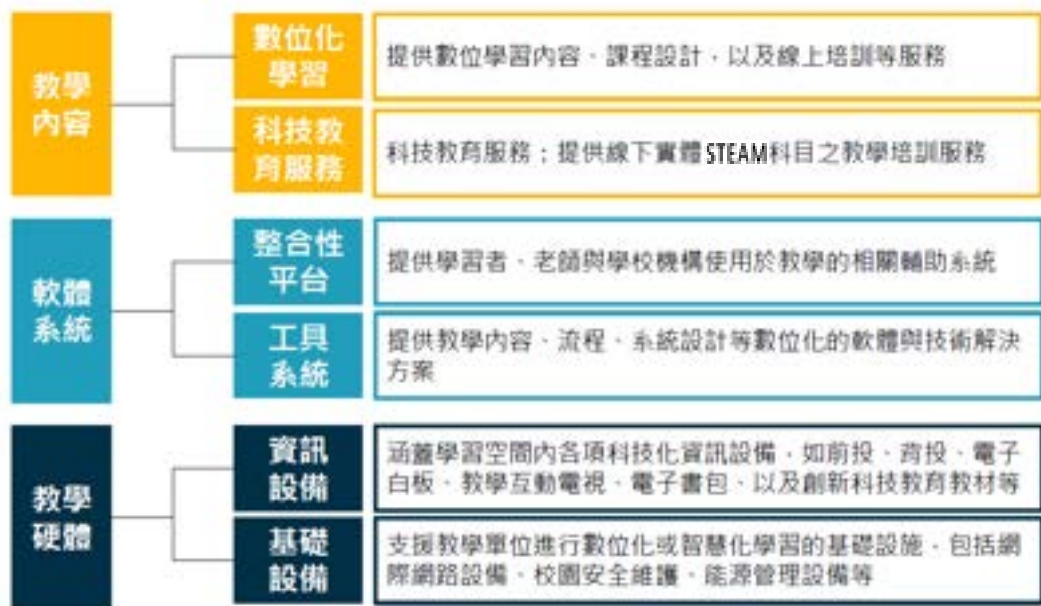 教學
內容
數位化
學習
提供數位學習內容、課程設計，以及線上培訓等服務
科技教
育服務
科技教育服務；提供線下實體STEAM科目之教學培訓服務
軟體
系統
整合性
平台
提供學習者、老師與學校機構使用於教學的相關輔助系統
工具
系統
提供教學內容、流程、系統設計等數位化的軟體與技術解決
方案
教學
硬體
資訊
設備
涵蓋學習空間內各項科技化資訊設備，如前投、背投、電子
白板、教學互動電視、電子書包、以及創新科技教育教材等
基礎
設備
支援教學單位進行數位化或智慧化學習的基礎設施，包括網
際網路設備、校園安全維護、能源管理設備等